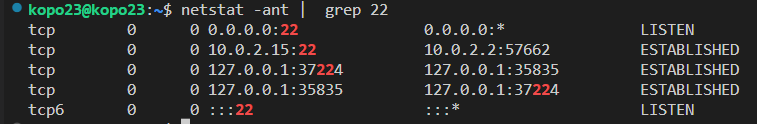 kopo23@kopo23:~$ netstat -ant |  grep 22
tcp        0      0 0.0.0.0:22              0.0.0.0:*               LISTEN
tcp        0      0 10.0.2.15:22            10.0.2.2:57662          ESTABLISHED
tcp        0      0 127.0.0.1:37224         127.0.0.1:35835         ESTABLISHED
tcp        0      0 127.0.0.1:35835         127.0.0.1:37224         ESTABLISHED
tcp6       0      0 :::22                   :::*                    LISTEN